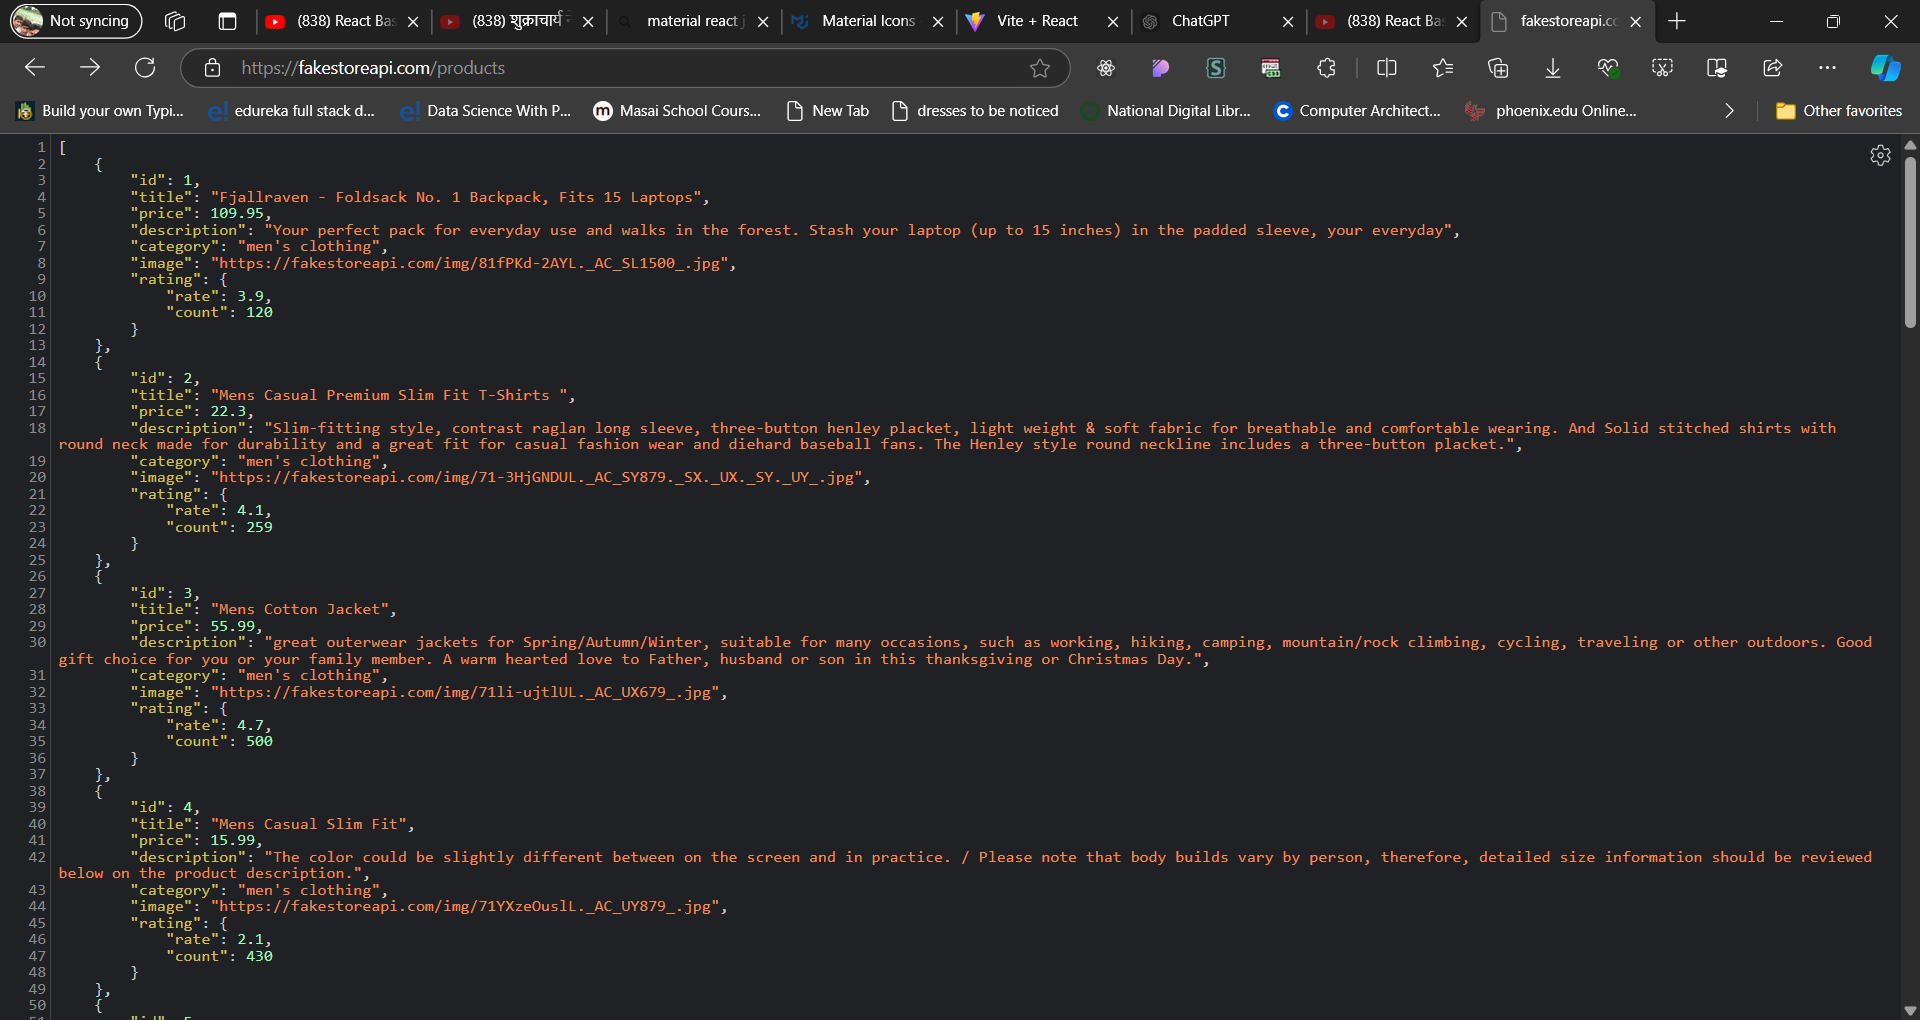 Not syncing
(838) React Bas
(838) शुक्राचार्य
material react j
Material Icons
Vite + React
ChatGPT
(838) React Bas
fakestoreapi.co
https://fakestoreapi.com/products
Build your own Typi...
edureka full stack d...
Data Science With P...
Masai School Cours...
New Tab
dresses to be noticed
National Digital Libr...
Computer Architect...
phoenix.edu Online...
Other favorites
1 [
2 {
3 "id": 1,
4 "title": "Fjallraven - Foldsack No. 1 Backpack, Fits 15 Laptops",
5 "price": 109.95,
6 "description": "Your perfect pack for everyday use and walks in the forest. Stash your laptop (up to 15 inches) in the padded sleeve, your everyday",
7 "category": "men's clothing",
8 "image": "https://fakestoreapi.com/img/81fPKd-2AYL._AC_SL1500_.jpg",
9 "rating": {
10 "rate": 3.9,
11 "count": 120
12 }
13 },
14 {
15 "id": 2,
16 "title": "Mens Casual Premium Slim Fit T-Shirts ",
17 "price": 22.3,
18 "description": "Slim-fitting style, contrast raglan long sleeve, three-button henley placket, light weight & soft fabric for breathable and comfortable wearing. And Solid stitched shirts with
round neck made for durability and a great fit for casual fashion wear and diehard baseball fans. The Henley style round neckline includes a three-button placket.",
19 "category": "men's clothing",
20 "image": "https://fakestoreapi.com/img/71-3HjGNDUL._AC_SY879._SX._UX._SY._UY_.jpg",
21 "rating": {
22 "rate": 4.1,
23 "count": 259
24 }
25 },
26 {
27 "id": 3,
28 "title": "Mens Cotton Jacket",
29 "price": 55.99,
30 "description": "great outerwear jackets for Spring/Autumn/Winter, suitable for many occasions, such as working, hiking, camping, mountain/rock climbing, cycling, traveling or other outdoors. Good
gift choice for you or your family member. A warm hearted love to Father, husband or son in this thanksgiving or Christmas Day.",
31 "category": "men's clothing",
32 "image": "https://fakestoreapi.com/img/71li-ujtlUL._AC_UX679_.jpg",
33 "rating": {
34 "rate": 4.7,
35 "count": 500
36 }
37 },
38 {
39 "id": 4,
40 "title": "Mens Casual Slim Fit",
41 "price": 15.99,
42 "description": "The color could be slightly different between on the screen and in practice. / Please note that body builds vary by person, therefore, detailed size information should be reviewed
below on the product description.",
43 "category": "men's clothing",
44 "image": "https://fakestoreapi.com/img/71YXzeOuslL._AC_UY879_.jpg",
45 "rating": {
46 "rate": 2.1,
47 "count": 430
48 }
49 },
50 {